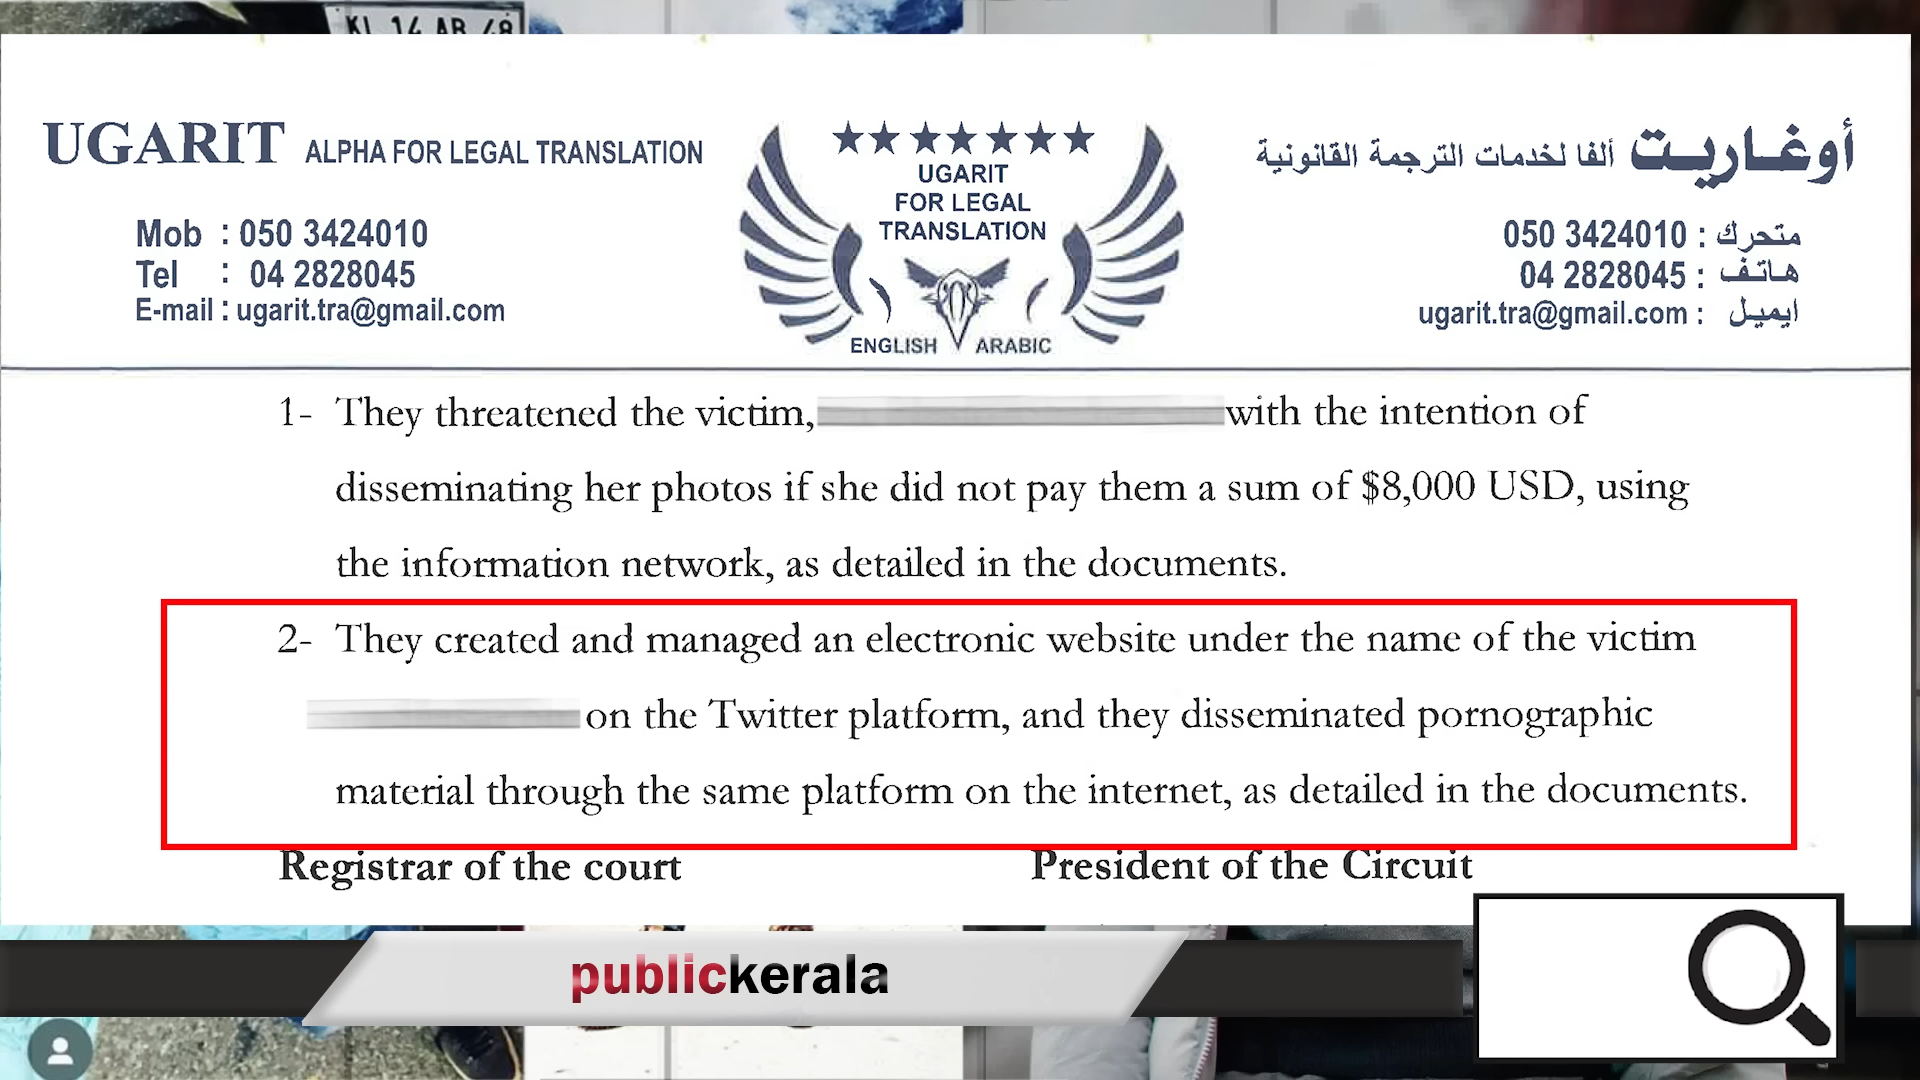 KL 14 AB 48
UGARIT ALPHA FOR LEGAL TRANSLATION
Mob : 050 3424010
Tel : 04 2828045
E-mail : ugarit.tra@gmail.com
★★★★★★★
UGARIT
FOR LEGAL
TRANSLATION
ENGLISH ARABIC
أوغاريت ألفا لخدمات الترجمة القانونية
متحرك : 050 3424010
هاتف : 04 2828045
ايميل : ugarit.tra@gmail.com
1- They threatened the victim, with the intention of
disseminating her photos if she did not pay them a sum of $8,000 USD, using
the information network, as detailed in the documents.
2- They created and managed an electronic website under the name of the victim
on the Twitter platform, and they disseminated pornographic
material through the same platform on the internet, as detailed in the documents.
Registrar of the court President of the Circuit
publickerala